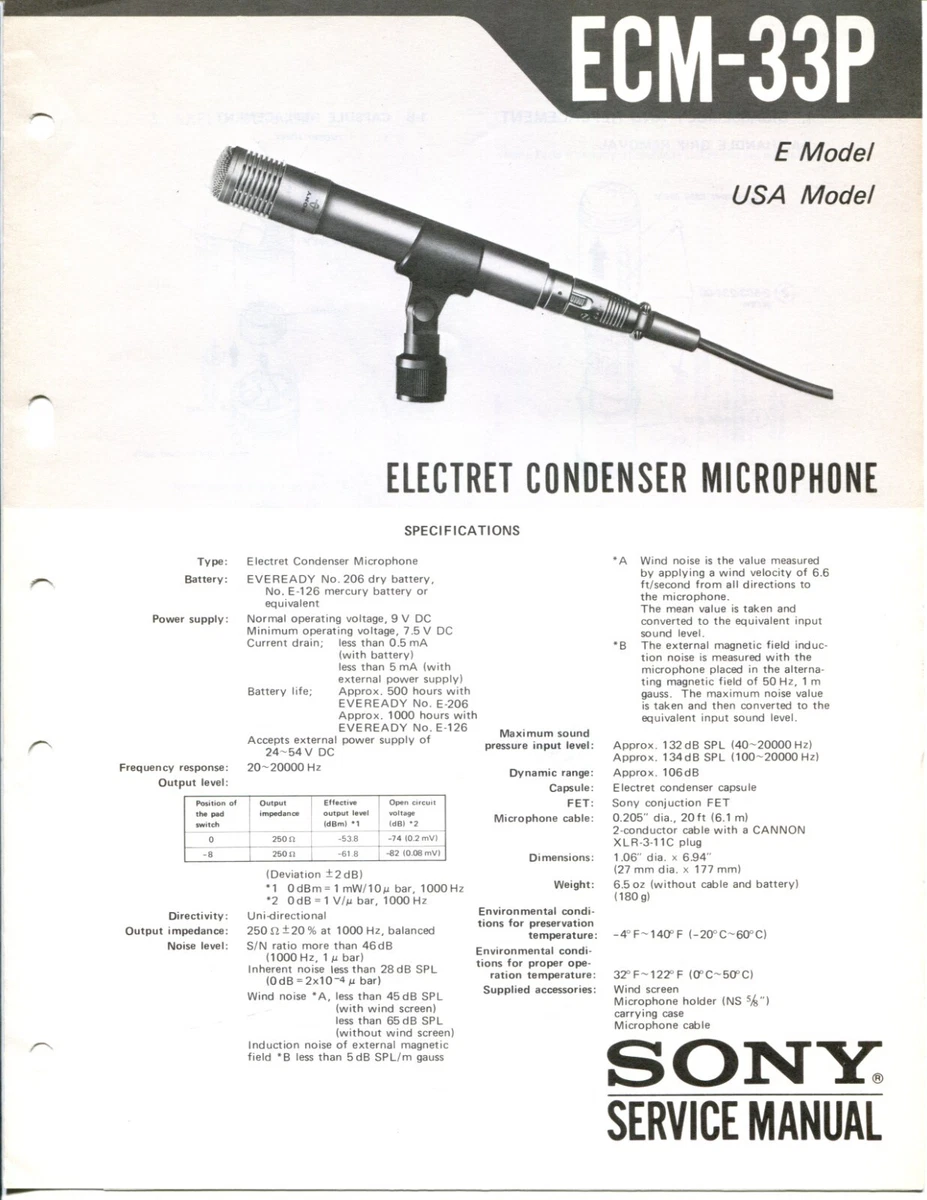 ECM-33P
E Model
USA Model
SONY
ELECTRET CONDENSER MICROPHONE
SPECIFICATIONS
Type: Electret Condenser Microphone
Battery: EVEREADY No. 206 dry battery,
No. E-126 mercury battery or
equivalent
Power supply: Normal operating voltage, 9 V DC
Minimum operating voltage, 7.5 V DC
Current drain; less than 0.5 mA
(with battery)
less than 5 mA (with
external power supply)
Battery life; Approx. 500 hours with
EVEREADY No. E-206
Approx. 1000 hours with
EVEREADY No. E-126
Accepts external power supply of
24~54 V DC
Frequency response: 20~20000 Hz
Output level:
Position of the pad switch Output impedance Effective output level (dBm) *1 Open circuit voltage (dB) *2
0 250 Ω -53.8 -74 (0.2 mV)
-8 250 Ω -61.8 -82 (0.08 mV)
(Deviation ±2 dB)
*1 0 dBm = 1 mW/10 μ bar, 1000 Hz
*2 0 dB = 1 V/μ bar, 1000 Hz
Directivity: Uni-directional
Output impedance: 250 Ω ±20 % at 1000 Hz, balanced
Noise level: S/N ratio more than 46 dB
(1000 Hz, 1 μ bar)
Inherent noise less than 28 dB SPL
(0 dB = 2x10⁻⁴ μ bar)
Wind noise *A, less than 45 dB SPL
(with wind screen)
less than 65 dB SPL
(without wind screen)
Induction noise of external magnetic
field *B less than 5 dB SPL/m gauss
*A Wind noise is the value measured
by applying a wind velocity of 6.6
ft/second from all directions to
the microphone.
The mean value is taken and
converted to the equivalent input
sound level.
*B The external magnetic field induc-
tion noise is measured with the
microphone placed in the alterna-
ting magnetic field of 50 Hz, 1 m
gauss. The maximum noise value
is taken and then converted to the
equivalent input sound level.
Maximum sound
pressure input level: Approx. 132 dB SPL (40~20000 Hz)
Approx. 134 dB SPL (100~20000 Hz)
Dynamic range: Approx. 106 dB
Capsule: Electret condenser capsule
FET: Sony conjuction FET
Microphone cable: 0.205" dia., 20 ft (6.1 m)
2-conductor cable with a CANNON
XLR-3-11C plug
Dimensions: 1.06" dia. x 6.94"
(27 mm dia. x 177 mm)
Weight: 6.5 oz (without cable and battery)
(180 g)
Environmental condi-
tions for preservation
temperature: -4° F~140° F (-20° C~60° C)
Environmental condi-
tions for proper ope-
ration temperature: 32° F~122° F (0° C~50° C)
Supplied accessories: Wind screen
Microphone holder (NS 5/8")
carrying case
Microphone cable
SONY®
SERVICE MANUAL